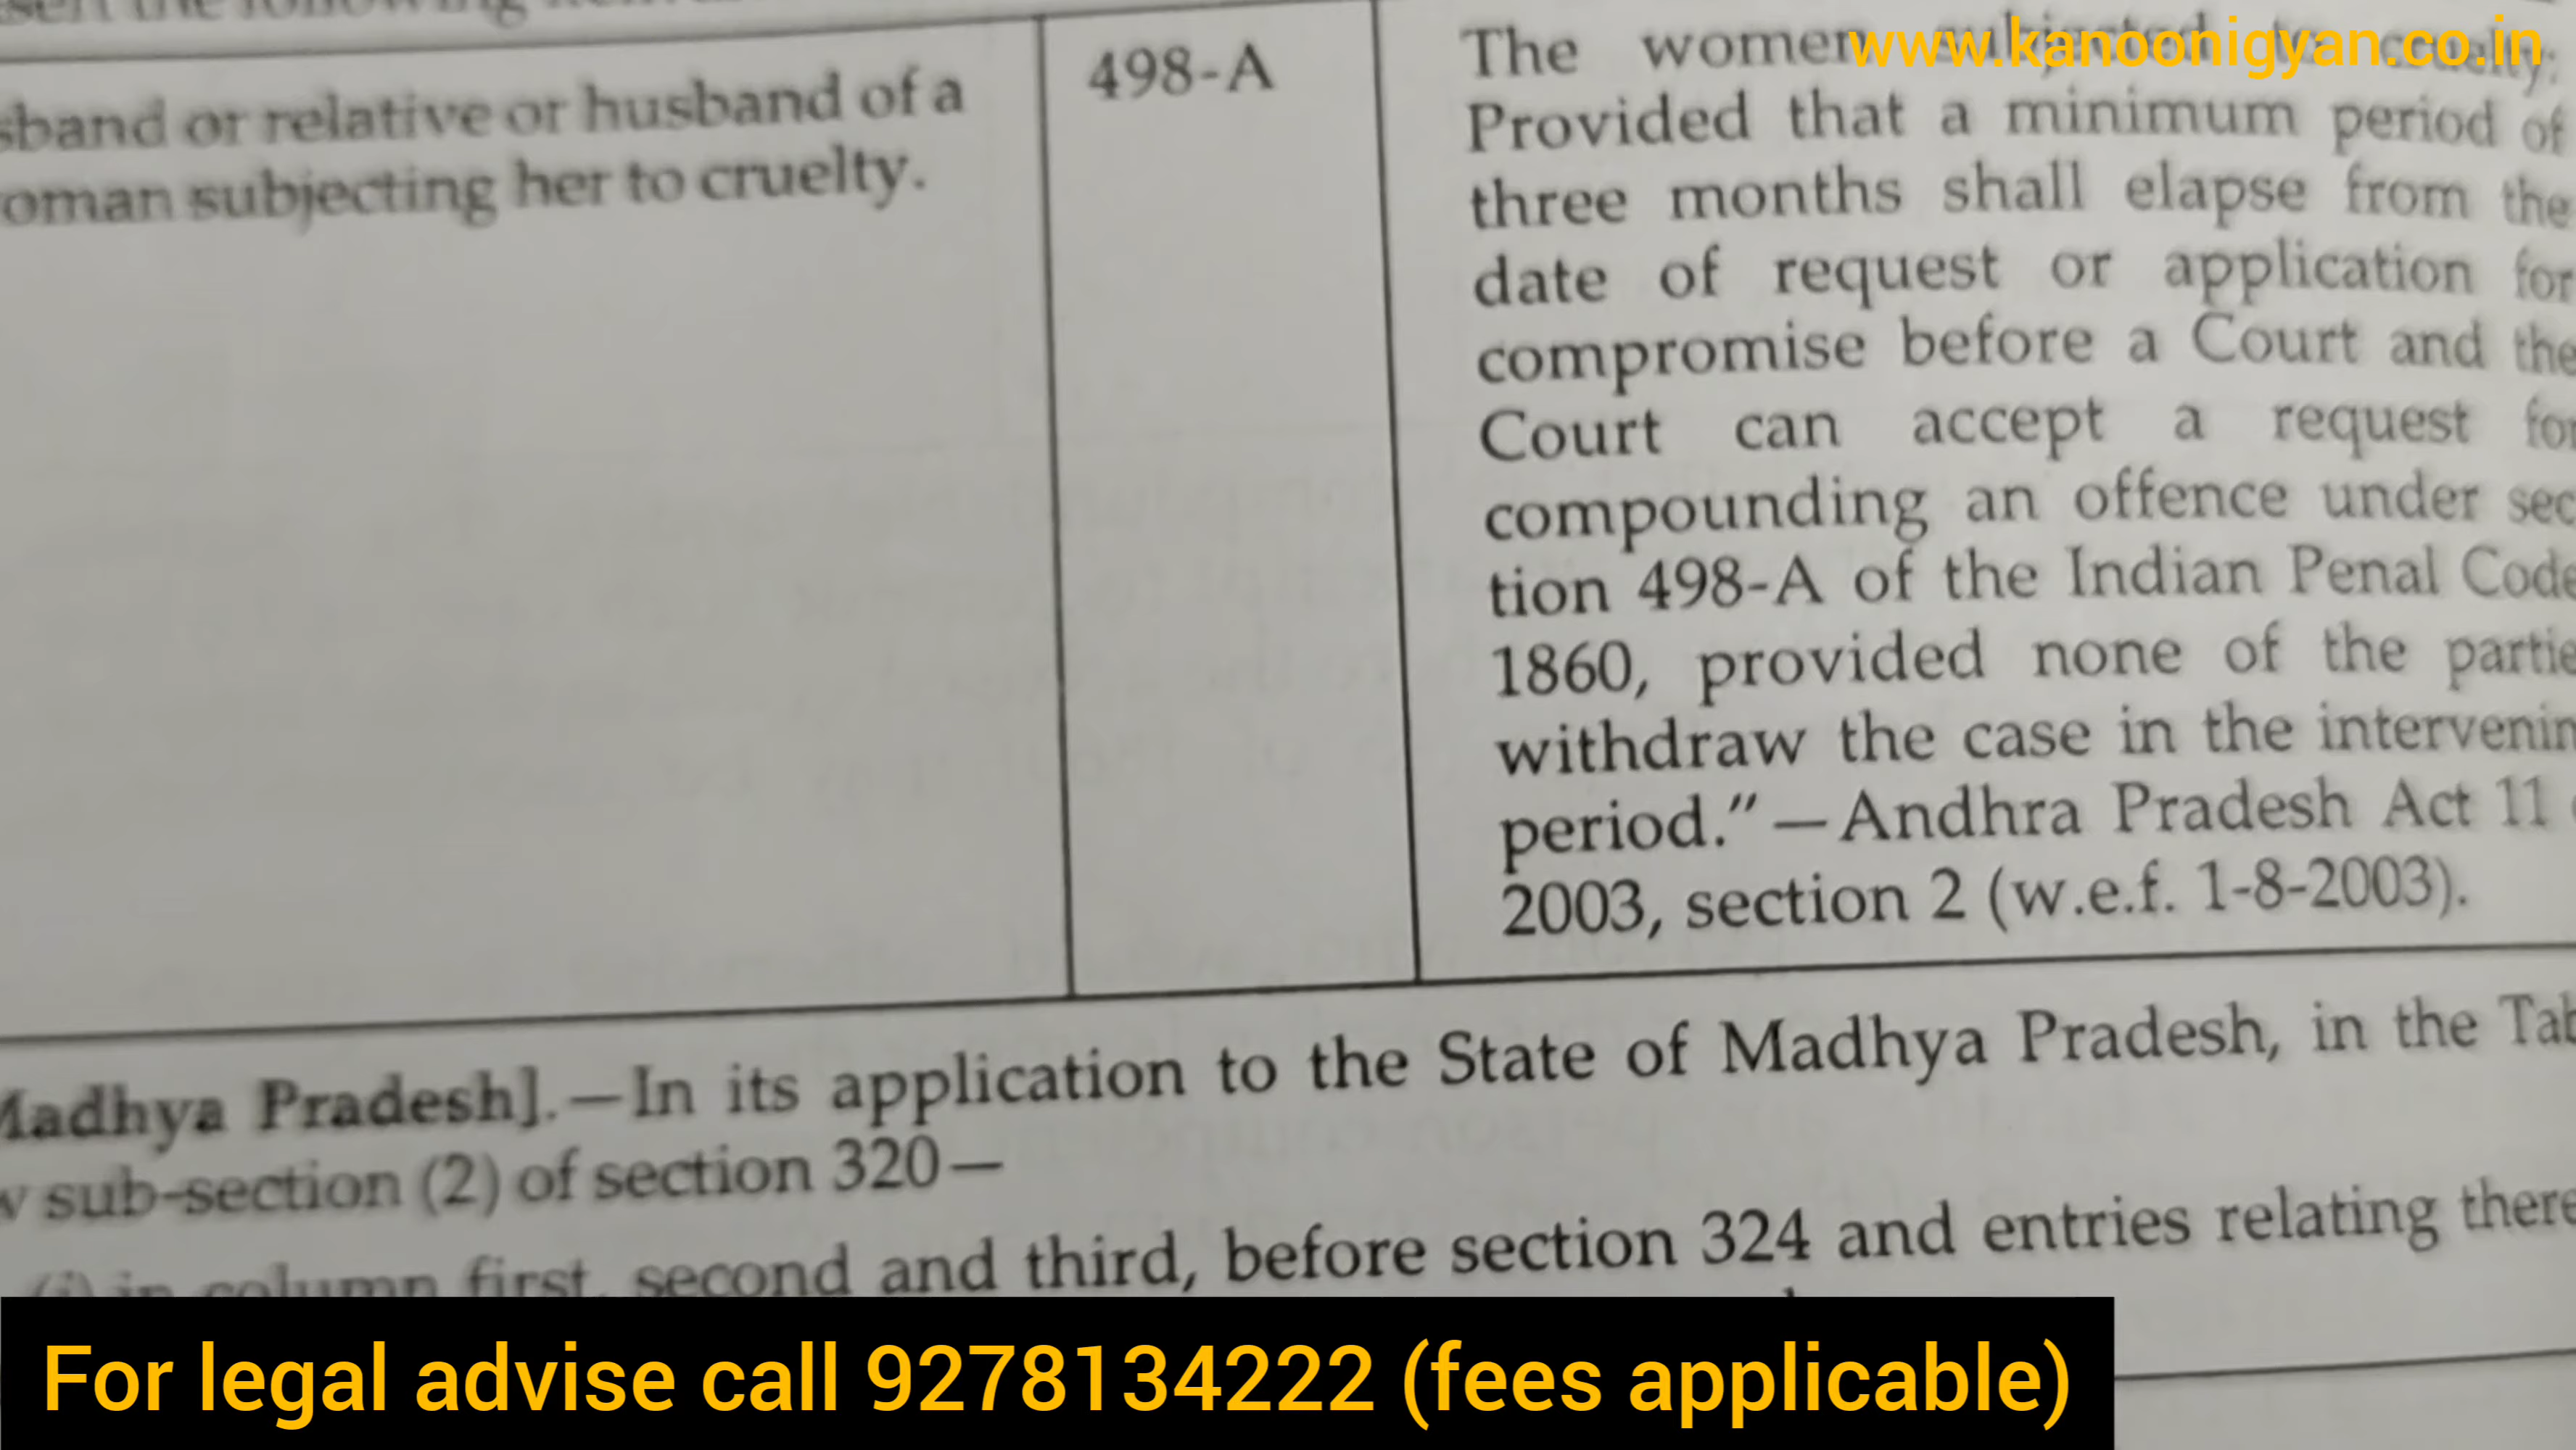 the following
www.kanoonigyan.co.in
sband or relative or husband of a
oman subjecting her to cruelty.
498-A
The women
Provided that a minimum period of
three months shall elapse from the
date of request or application for
compromise before a Court and the
Court can accept a request for
compounding an offence under sec
tion 498-A of the Indian Penal Code
1860, provided none of the partie
withdraw the case in the intervenin
period."—Andhra Pradesh Act 11
2003, section 2 (w.e.f. 1-8-2003).
Madhya Pradesh].—In its application to the State of Madhya Pradesh, in the Tab
w sub-section (2) of section 320—
(i) in column first, second and third, before section 324 and entries relating there
For legal advise call 9278134222 (fees applicable)